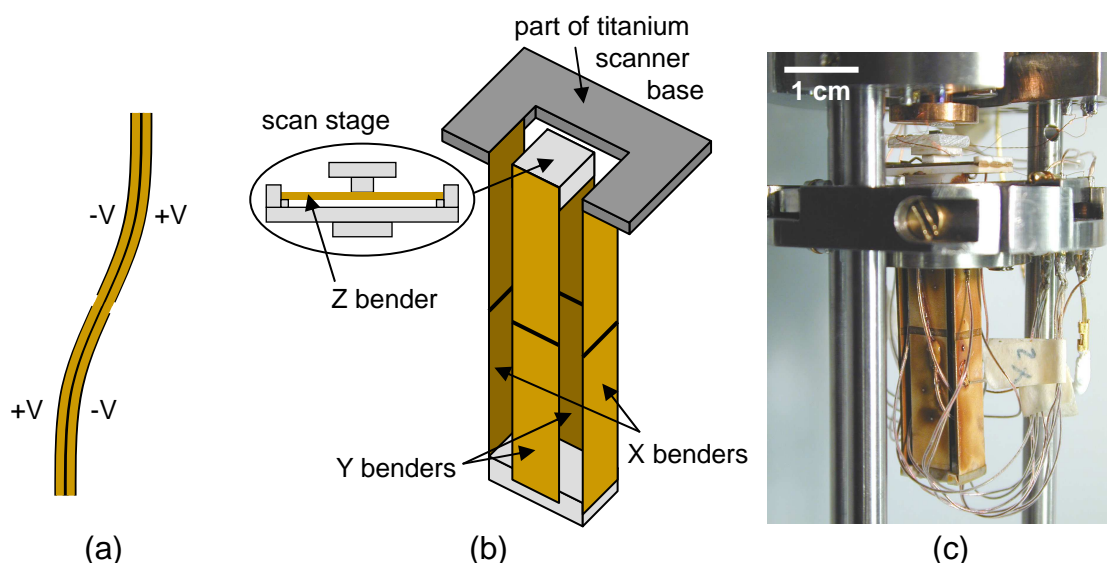 part of titanium
scanner
base
scan stage
1 cm
-V
+V
Z bender
+V
-V
Y benders
X benders
(a)
(b)
(c)